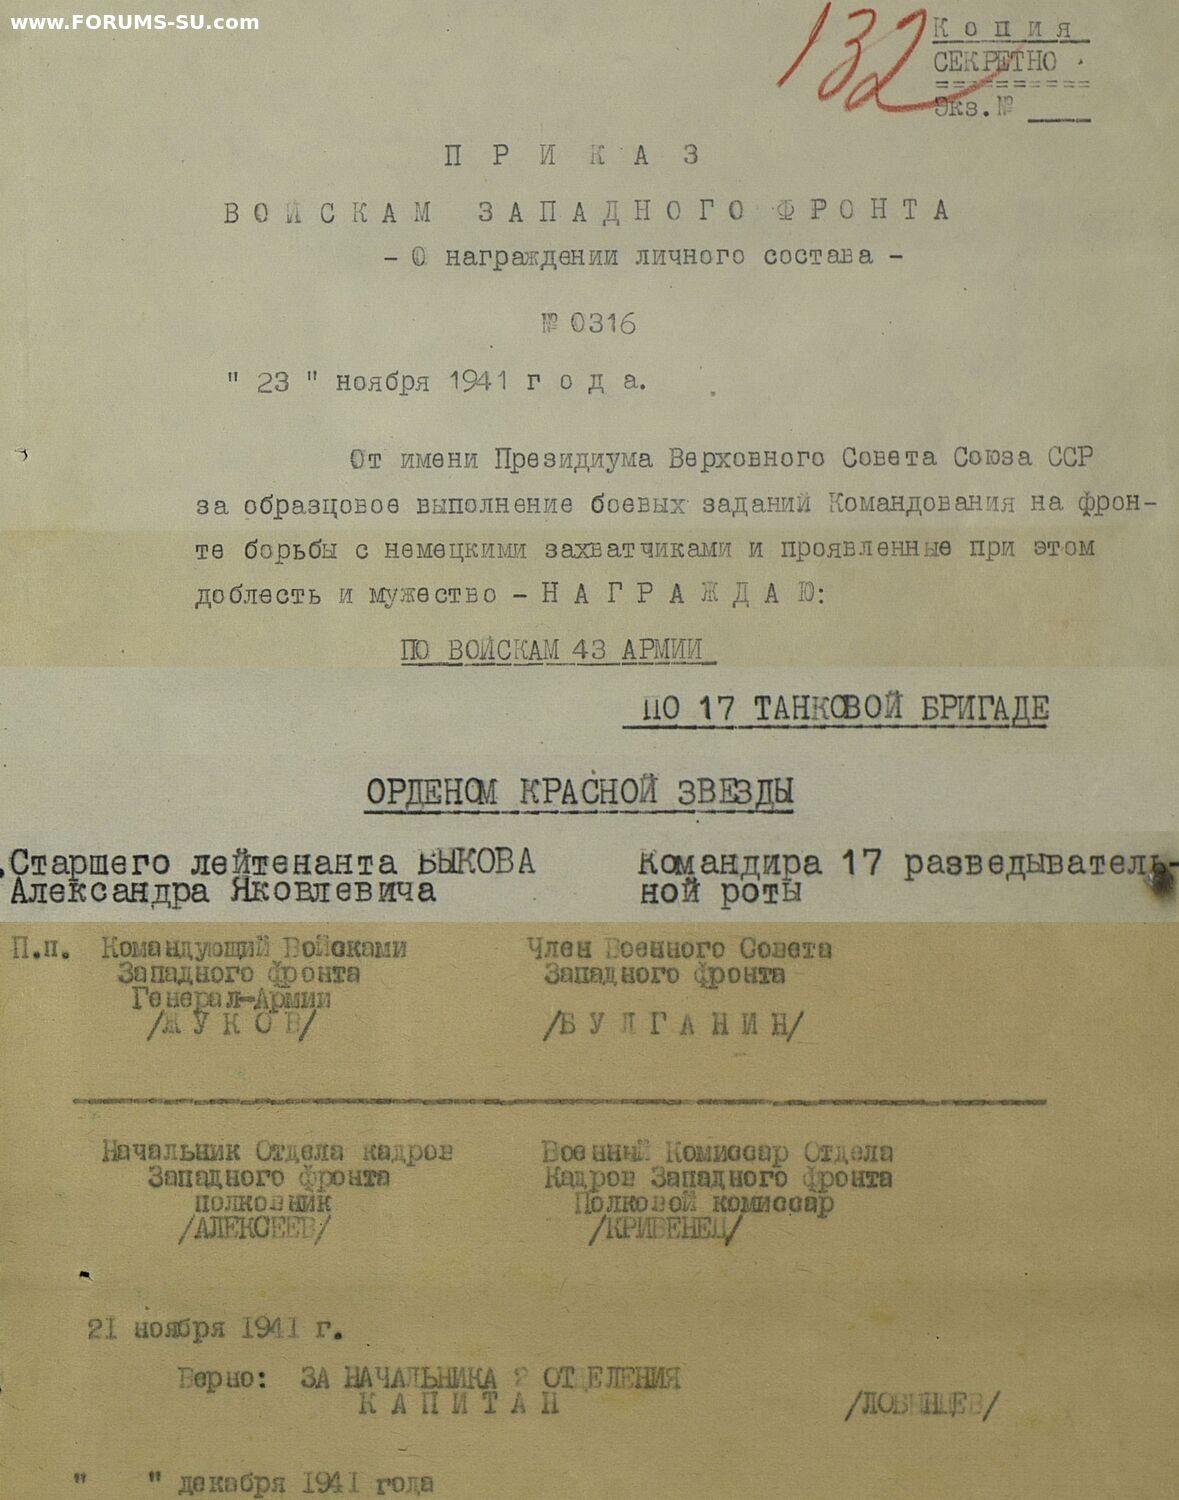 www.FORUMS-SU.com
132
Копия
СЕКРЕТНО
Экз.№ ____
ПРИКАЗ
ВОЙСКАМ ЗАПАДНОГО ФРОНТА
- О награждении личного состава -
№ 0316
" 23 " ноября 1941 года.
От имени Президиума Верховного Совета Союза ССР
за образцовое выполнение боевых заданий Командования на фрон-
те борьбы с немецкими захватчиками и проявленные при этом
доблесть и мужество - НАГРАЖДАЮ:
ПО ВОЙСКАМ 43 АРМИИ
ПО 17 ТАНКОВОЙ БРИГАДЕ
ОРДЕНОМ КРАСНОЙ ЗВЕЗДЫ
.Старшего лейтенанта БЫКОВА Командира 17 разведыватель-
Александра Яковлевича ной роты
П.п. Командующий Войсками Член Военного Совета
Западного фронта Западного фронта
Генерал-Армии
/ЖУКОВ/ /БУЛГАНИН/
Начальник Отдела кадров Военный Комиссар Отдела
Западного фронта Кадров Западного Фронта
полковник Полковой комиссар
/АЛЕКСЕЕВ/ /КРИВЕНЕЦ/
21 ноября 1941 г.
Верно: ЗА НАЧАЛЬНИКА 2 ОТДЕЛЕНИЯ
КАПИТАН
" " декабря 1941 года